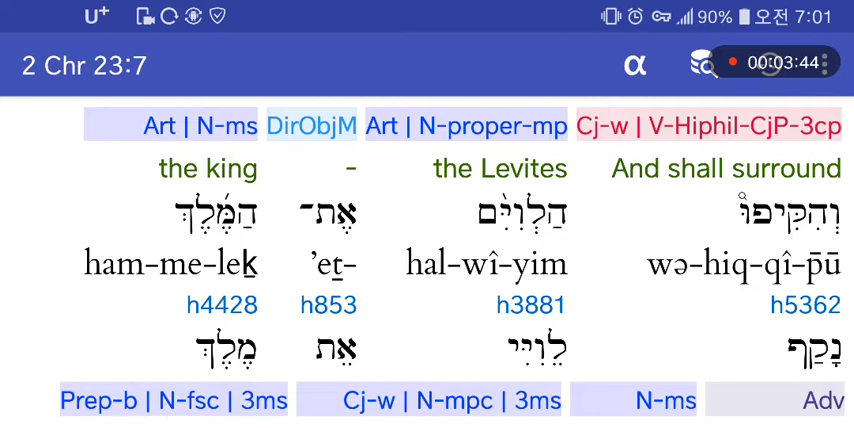 U+ 90% 오전 7:01
2 Chr 23:7 α 00:03:44
Art | N-ms DirObjM Art | N-proper-mp Cj-w | V-Hiphil-CjP-3cp
the king - the Levites And shall surround
וְהִקִּיפוּ֩ הַלְוִיִּ֨ם אֶת־ הַמֶּ֜לֶךְ
ham-me-leḵ ’eṯ- hal-wî-yim wə-hiq-qî-p̄ū
h4428 h853 h3881 h5362
נָקַף לֵוִיִּי אֵת מֶלֶךְ
Prep-b | N-fsc | 3ms Cj-w | N-mpc | 3ms N-ms Adv